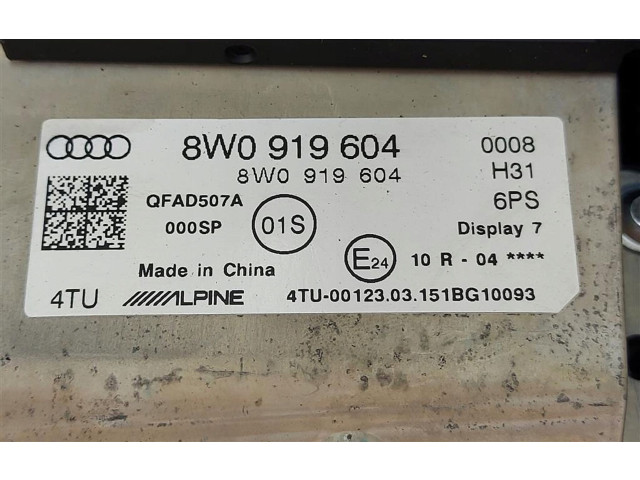 8W0 919 604 0008
8W0 919 604 H31
QFAD507A 6PS
000SP 01S Display 7
E24 10 R - 04 ****
Made in China
4TU ALPINE 4TU-00123.03.151BG10093